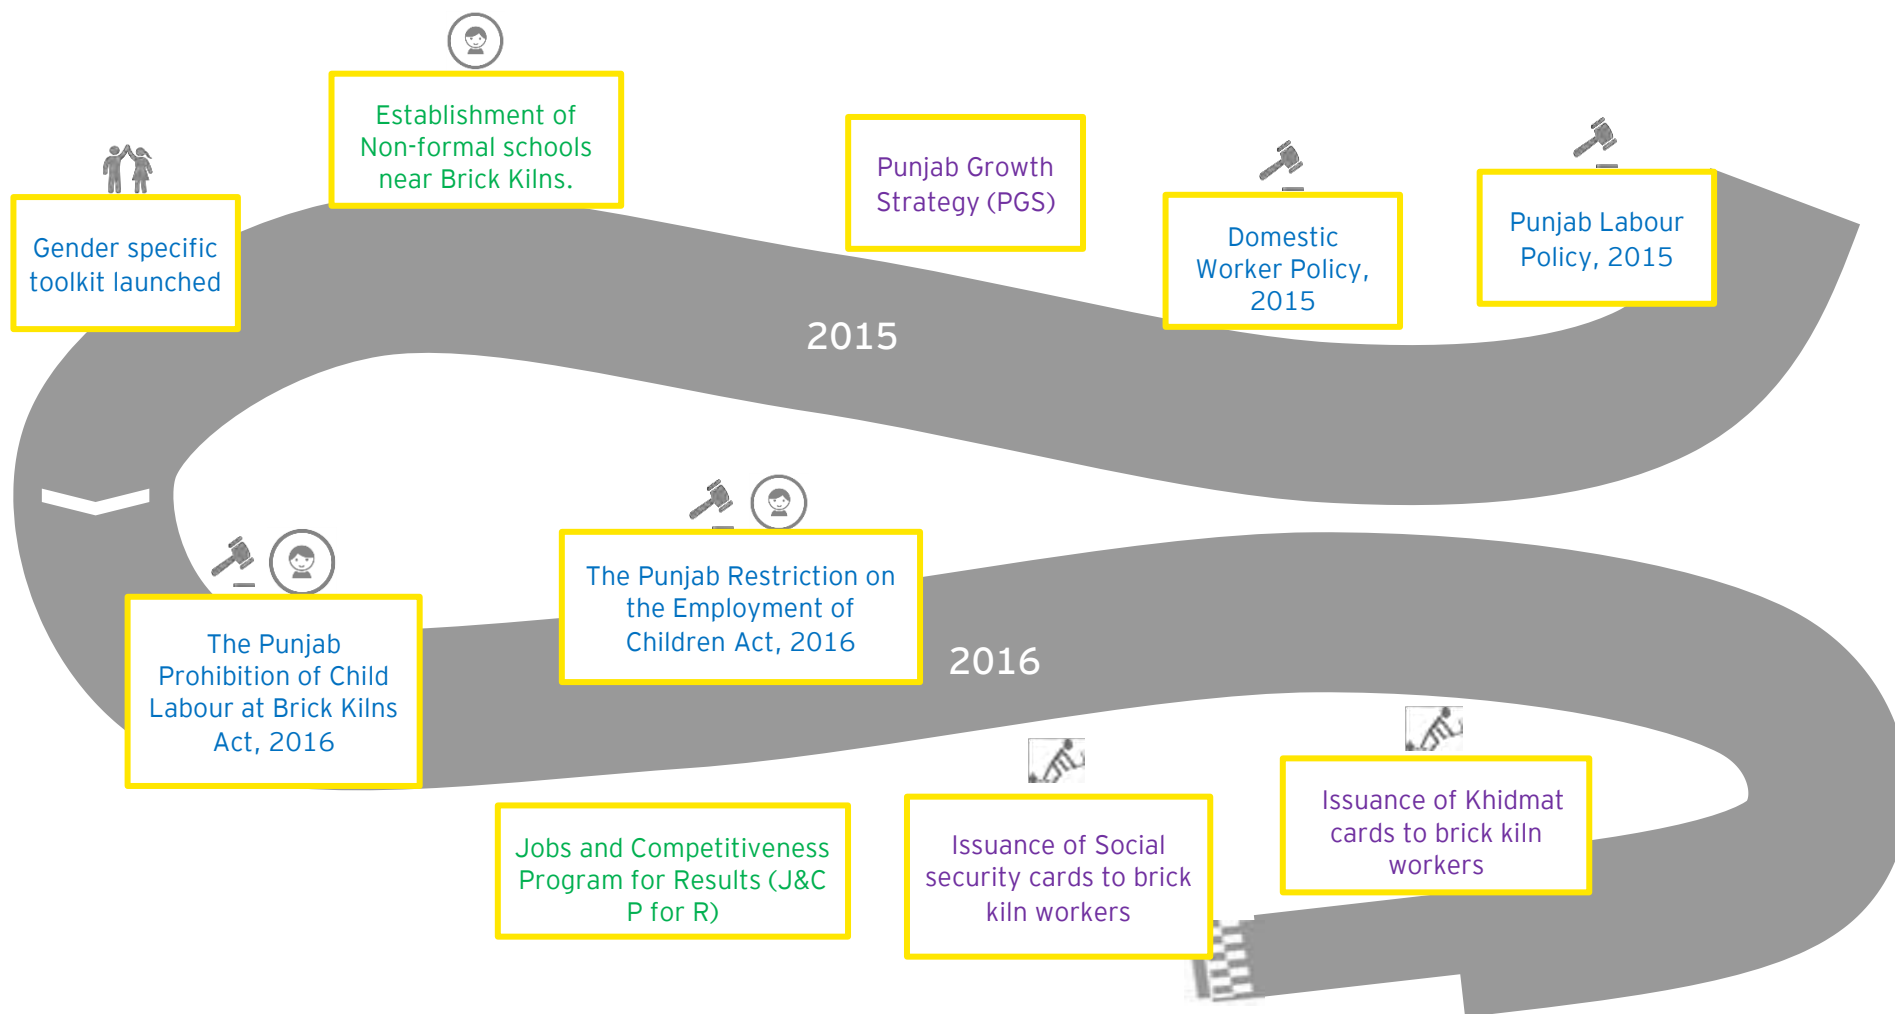 Establishment of
Non-formal schools
near Brick Kilns.
Punjab Growth
Strategy (PGS)
Domestic
Worker Policy,
2015
Punjab Labour
Policy, 2015
Gender specific
toolkit launched
2015
The Punjab
Prohibition of Child
Labour at Brick Kilns
Act, 2016
The Punjab Restriction on
the Employment of
Children Act, 2016
2016
Jobs and Competitiveness
Program for Results (J&C
P for R)
Issuance of Social
security cards to brick
kiln workers
Issuance of Khidmat
cards to brick kiln
workers